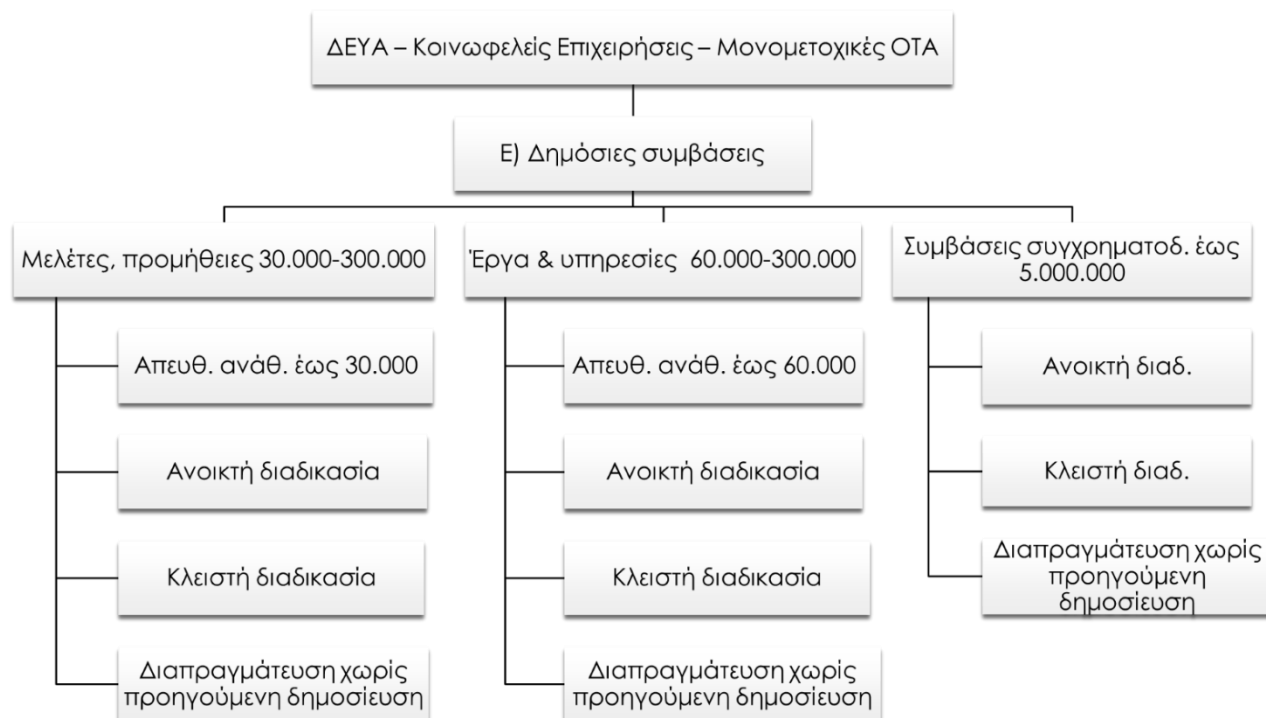 ΔΕΥΑ – Κοινωφελείς Επιχειρήσεις – Μονομετοχικές ΟΤΑ
Ε) Δημόσιες συμβάσεις
Μελέτες, προμήθειες 30.000-300.000
Απευθ. ανάθ. έως 30.000
Ανοικτή διαδικασία
Κλειστή διαδικασία
Διαπραγμάτευση χωρίς
προηγούμενη δημοσίευση
Έργα & υπηρεσίες 60.000-300.000
Απευθ. ανάθ. έως 60.000
Ανοικτή διαδικασία
Κλειστή διαδικασία
Διαπραγμάτευση χωρίς
προηγούμενη δημοσίευση
Συμβάσεις συγχρηματοδ. έως
5.000.000
Ανοικτή διαδ.
Κλειστή διαδ.
Διαπραγμάτευση χωρίς
προηγούμενη
δημοσίευση